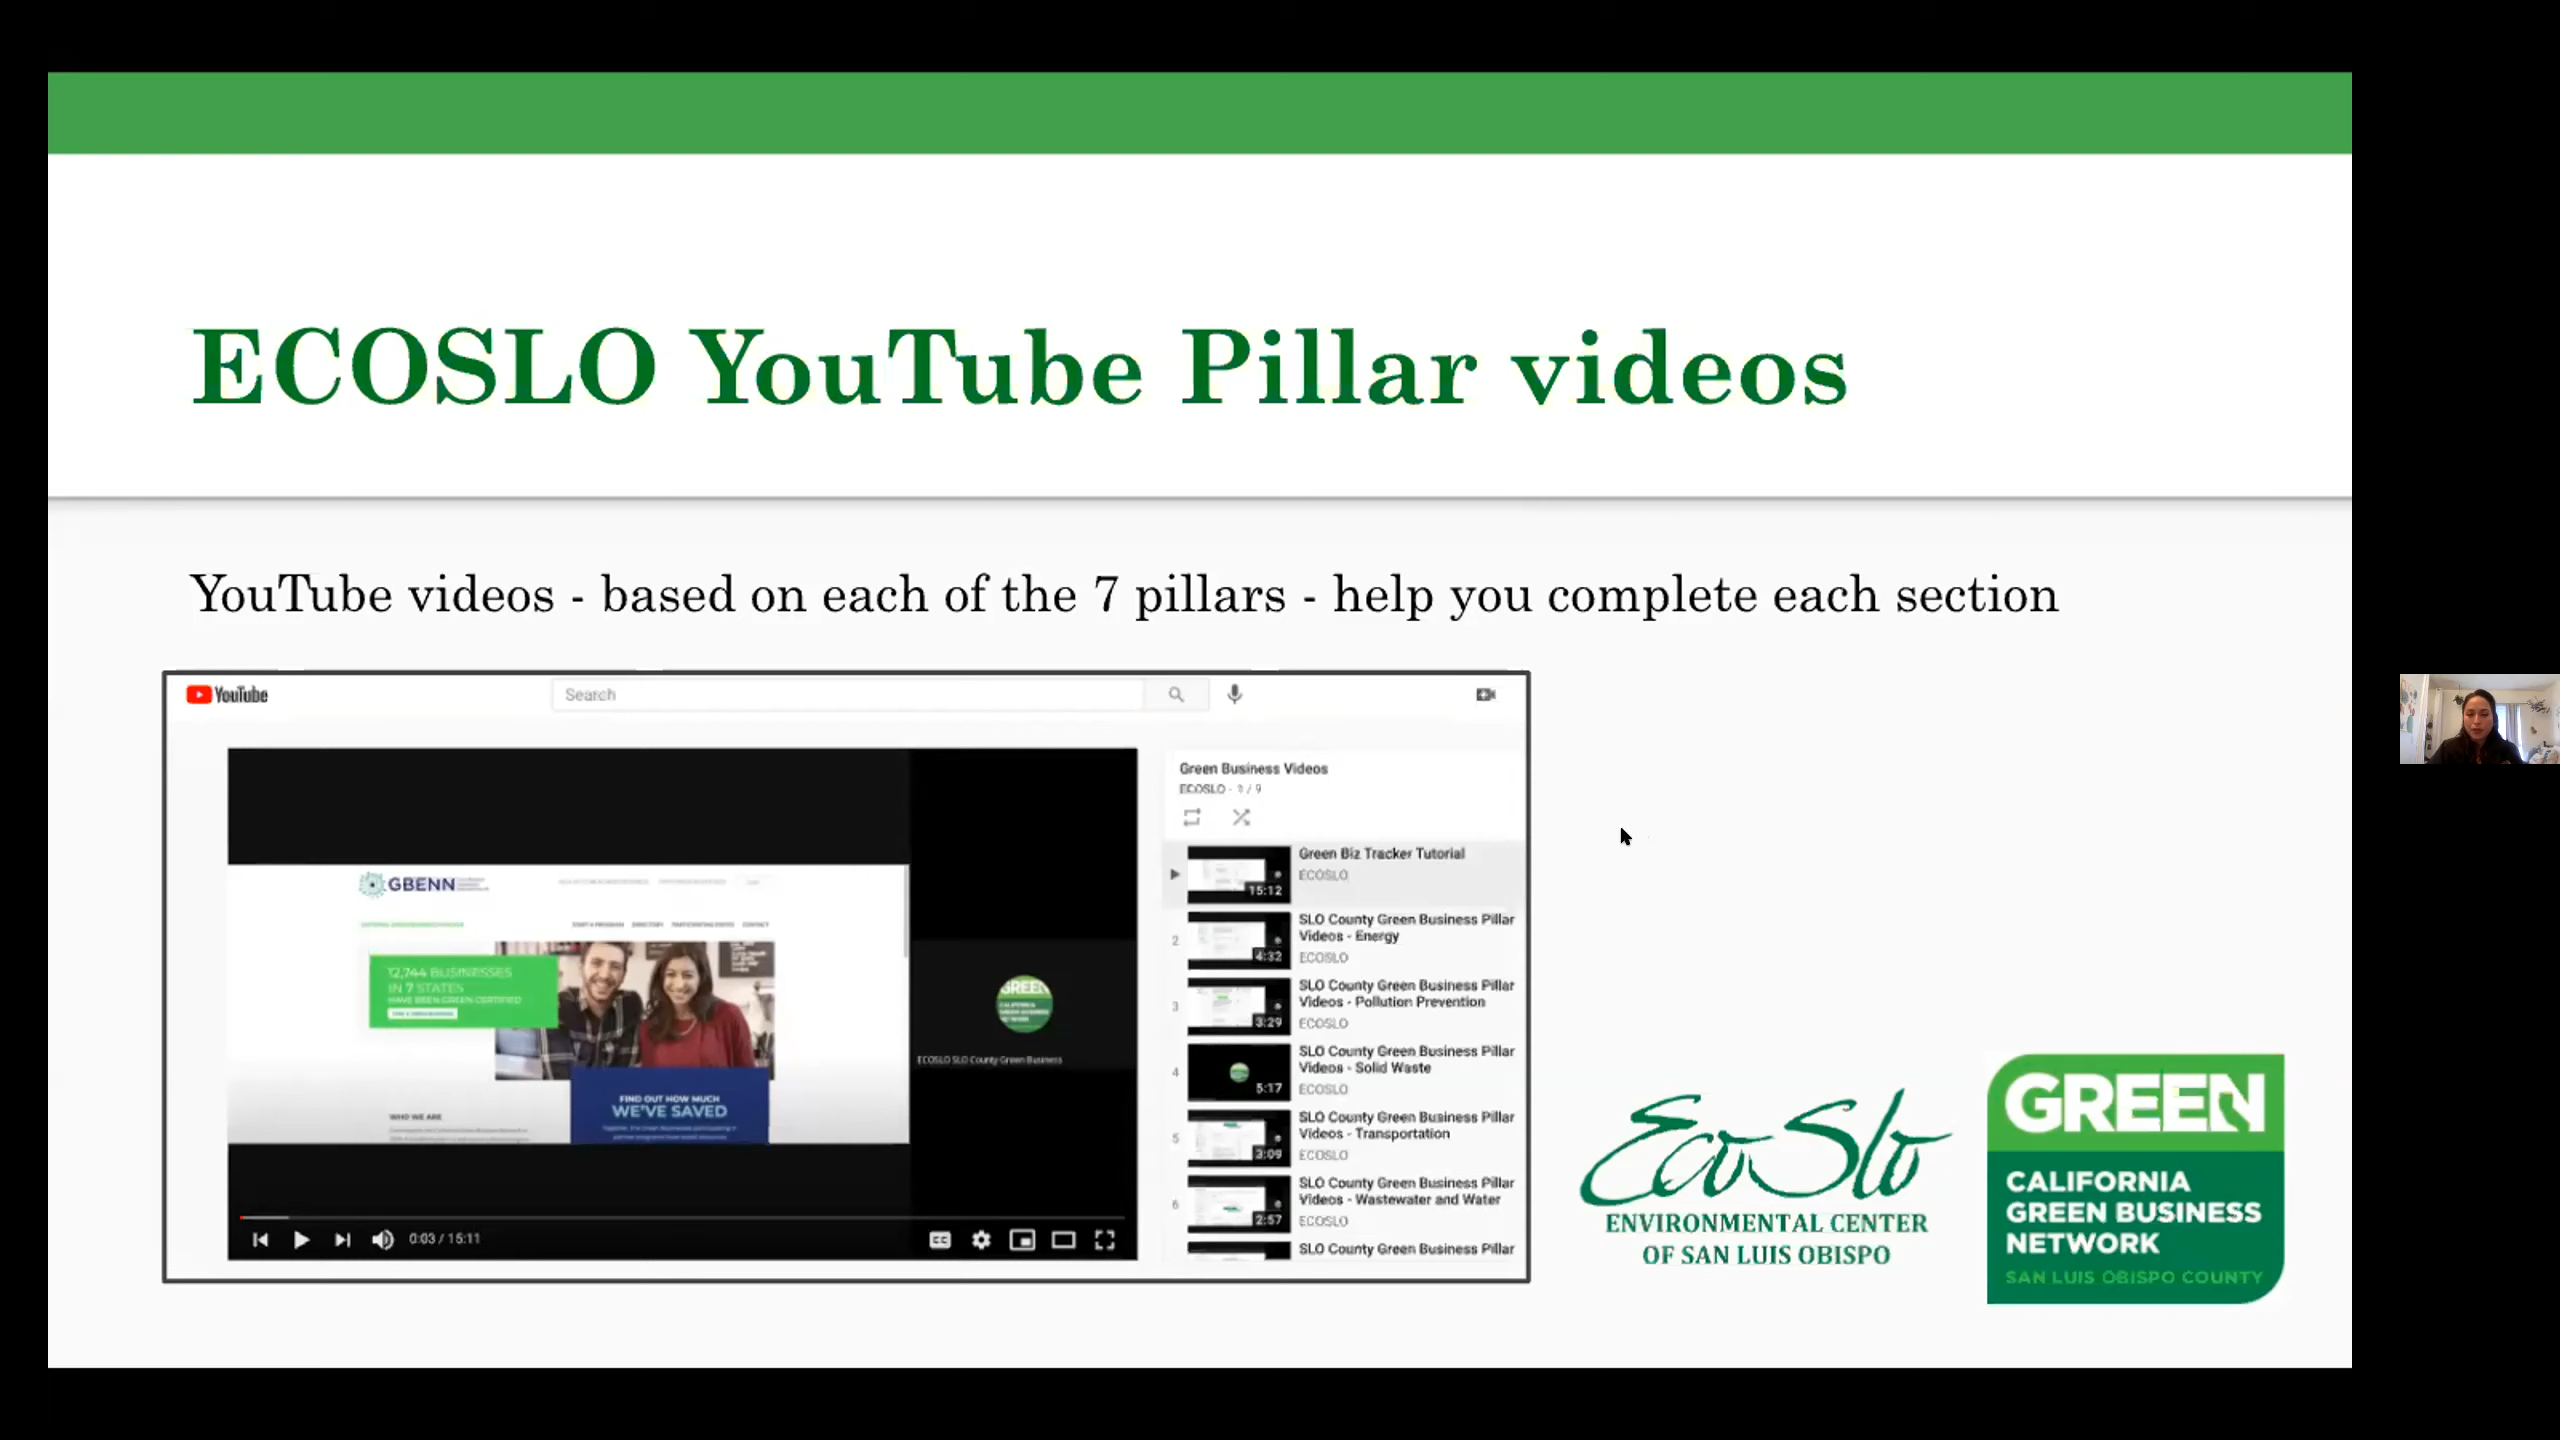 ECOSLO YouTube Pillar videos
YouTube videos - based on each of the 7 pillars - help you complete each section
YouTube
Search
GBENN
12,744 BUSINESSES
IN 7 STATES
HAVE BEEN GREEN CERTIFIED
WHO WE ARE
FIND OUT HOW MUCH
WE'VE SAVED
GREEN
ECOSLO SLO County Green Business
0:03 / 15:11
CC
Green Business Videos
ECOSLO - 1 / 9
Green Biz Tracker Tutorial
ECOSLO
15:12
2
SLO County Green Business Pillar
Videos - Energy
ECOSLO
4:32
3
SLO County Green Business Pillar
Videos - Pollution Prevention
ECOSLO
3:29
4
SLO County Green Business Pillar
Videos - Solid Waste
ECOSLO
5:17
5
SLO County Green Business Pillar
Videos - Transportation
ECOSLO
3:09
6
SLO County Green Business Pillar
Videos - Wastewater and Water
ECOSLO
2:57
SLO County Green Business Pillar
EcoSlo
ENVIRONMENTAL CENTER
OF SAN LUIS OBISPO
GREEN
CALIFORNIA
GREEN BUSINESS
NETWORK
SAN LUIS OBISPO COUNTY